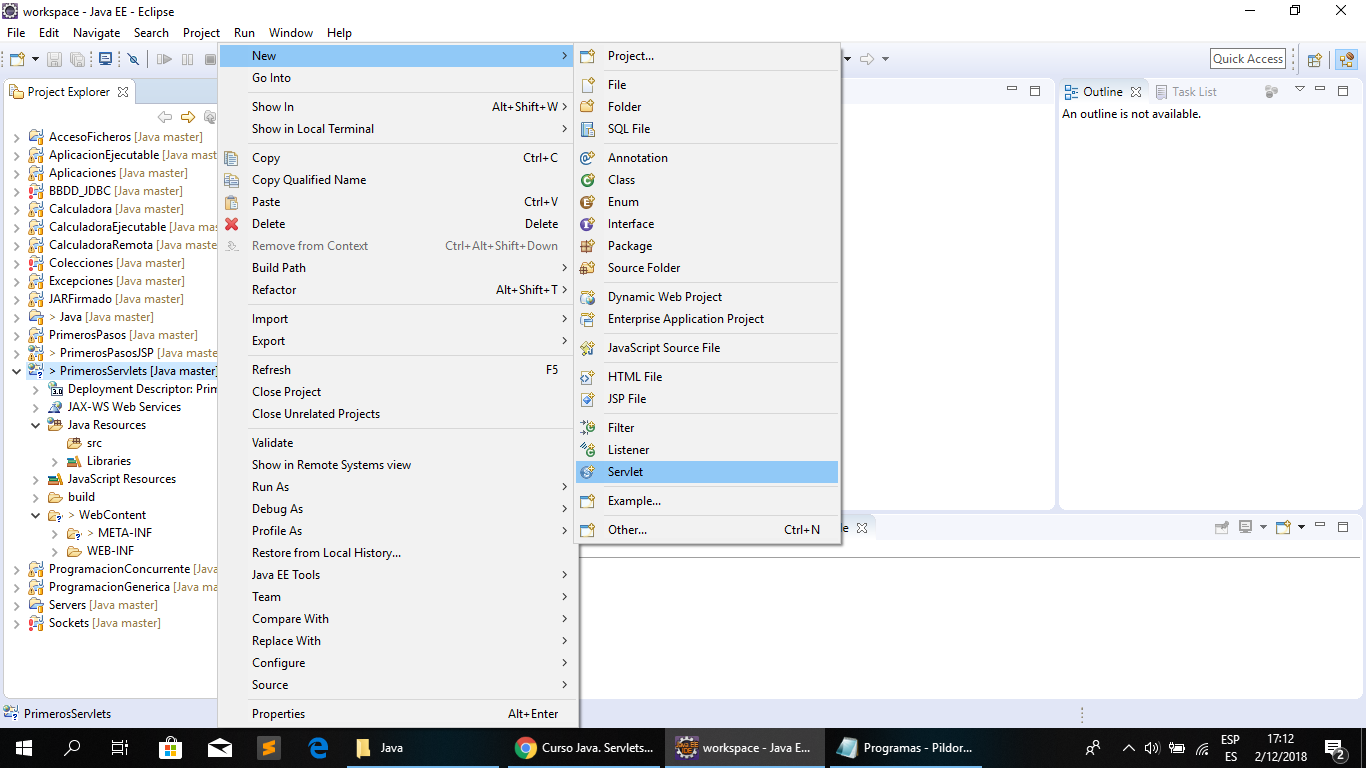 workspace - Java EE - Eclipse
File Edit Navigate Search Project Run Window Help
Quick Access
Project Explorer
AccesoFicheros [Java master]
AplicacionEjecutable [Java mast
Aplicaciones [Java master]
BBDD_JDBC [Java master]
Calculadora [Java master]
CalculadoraEjecutable [Java mas
CalculadoraRemota [Java maste
Colecciones [Java master]
Excepciones [Java master]
JARFirmado [Java master]
> Java [Java master]
PrimerosPasos [Java master]
> PrimerosPasosJSP [Java maste
> PrimerosServlets [Java master]
Deployment Descriptor: Prim
JAX-WS Web Services
Java Resources
src
Libraries
JavaScript Resources
build
> WebContent
> META-INF
WEB-INF
ProgramacionConcurrente [Java
ProgramacionGenerica [Java ma
Servers [Java master]
Sockets [Java master]
New
Go Into
Show In Alt+Shift+W
Show in Local Terminal
Copy Ctrl+C
Copy Qualified Name
Paste Ctrl+V
Delete Delete
Remove from Context Ctrl+Alt+Shift+Down
Build Path
Refactor Alt+Shift+T
Import
Export
Refresh F5
Close Project
Close Unrelated Projects
Validate
Show in Remote Systems view
Run As
Debug As
Profile As
Restore from Local History...
Java EE Tools
Team
Compare With
Replace With
Configure
Source
Properties Alt+Enter
Project...
File
Folder
SQL File
Annotation
Class
Enum
Interface
Package
Source Folder
Dynamic Web Project
Enterprise Application Project
JavaScript Source File
HTML File
JSP File
Filter
Listener
Servlet
Example...
Other... Ctrl+N
Outline Task List
An outline is not available.
PrimerosServlets
Java
Curso Java. Servlets...
workspace - Java E...
Programas - Pildor...
ESP
ES
17:12
2/12/2018
2